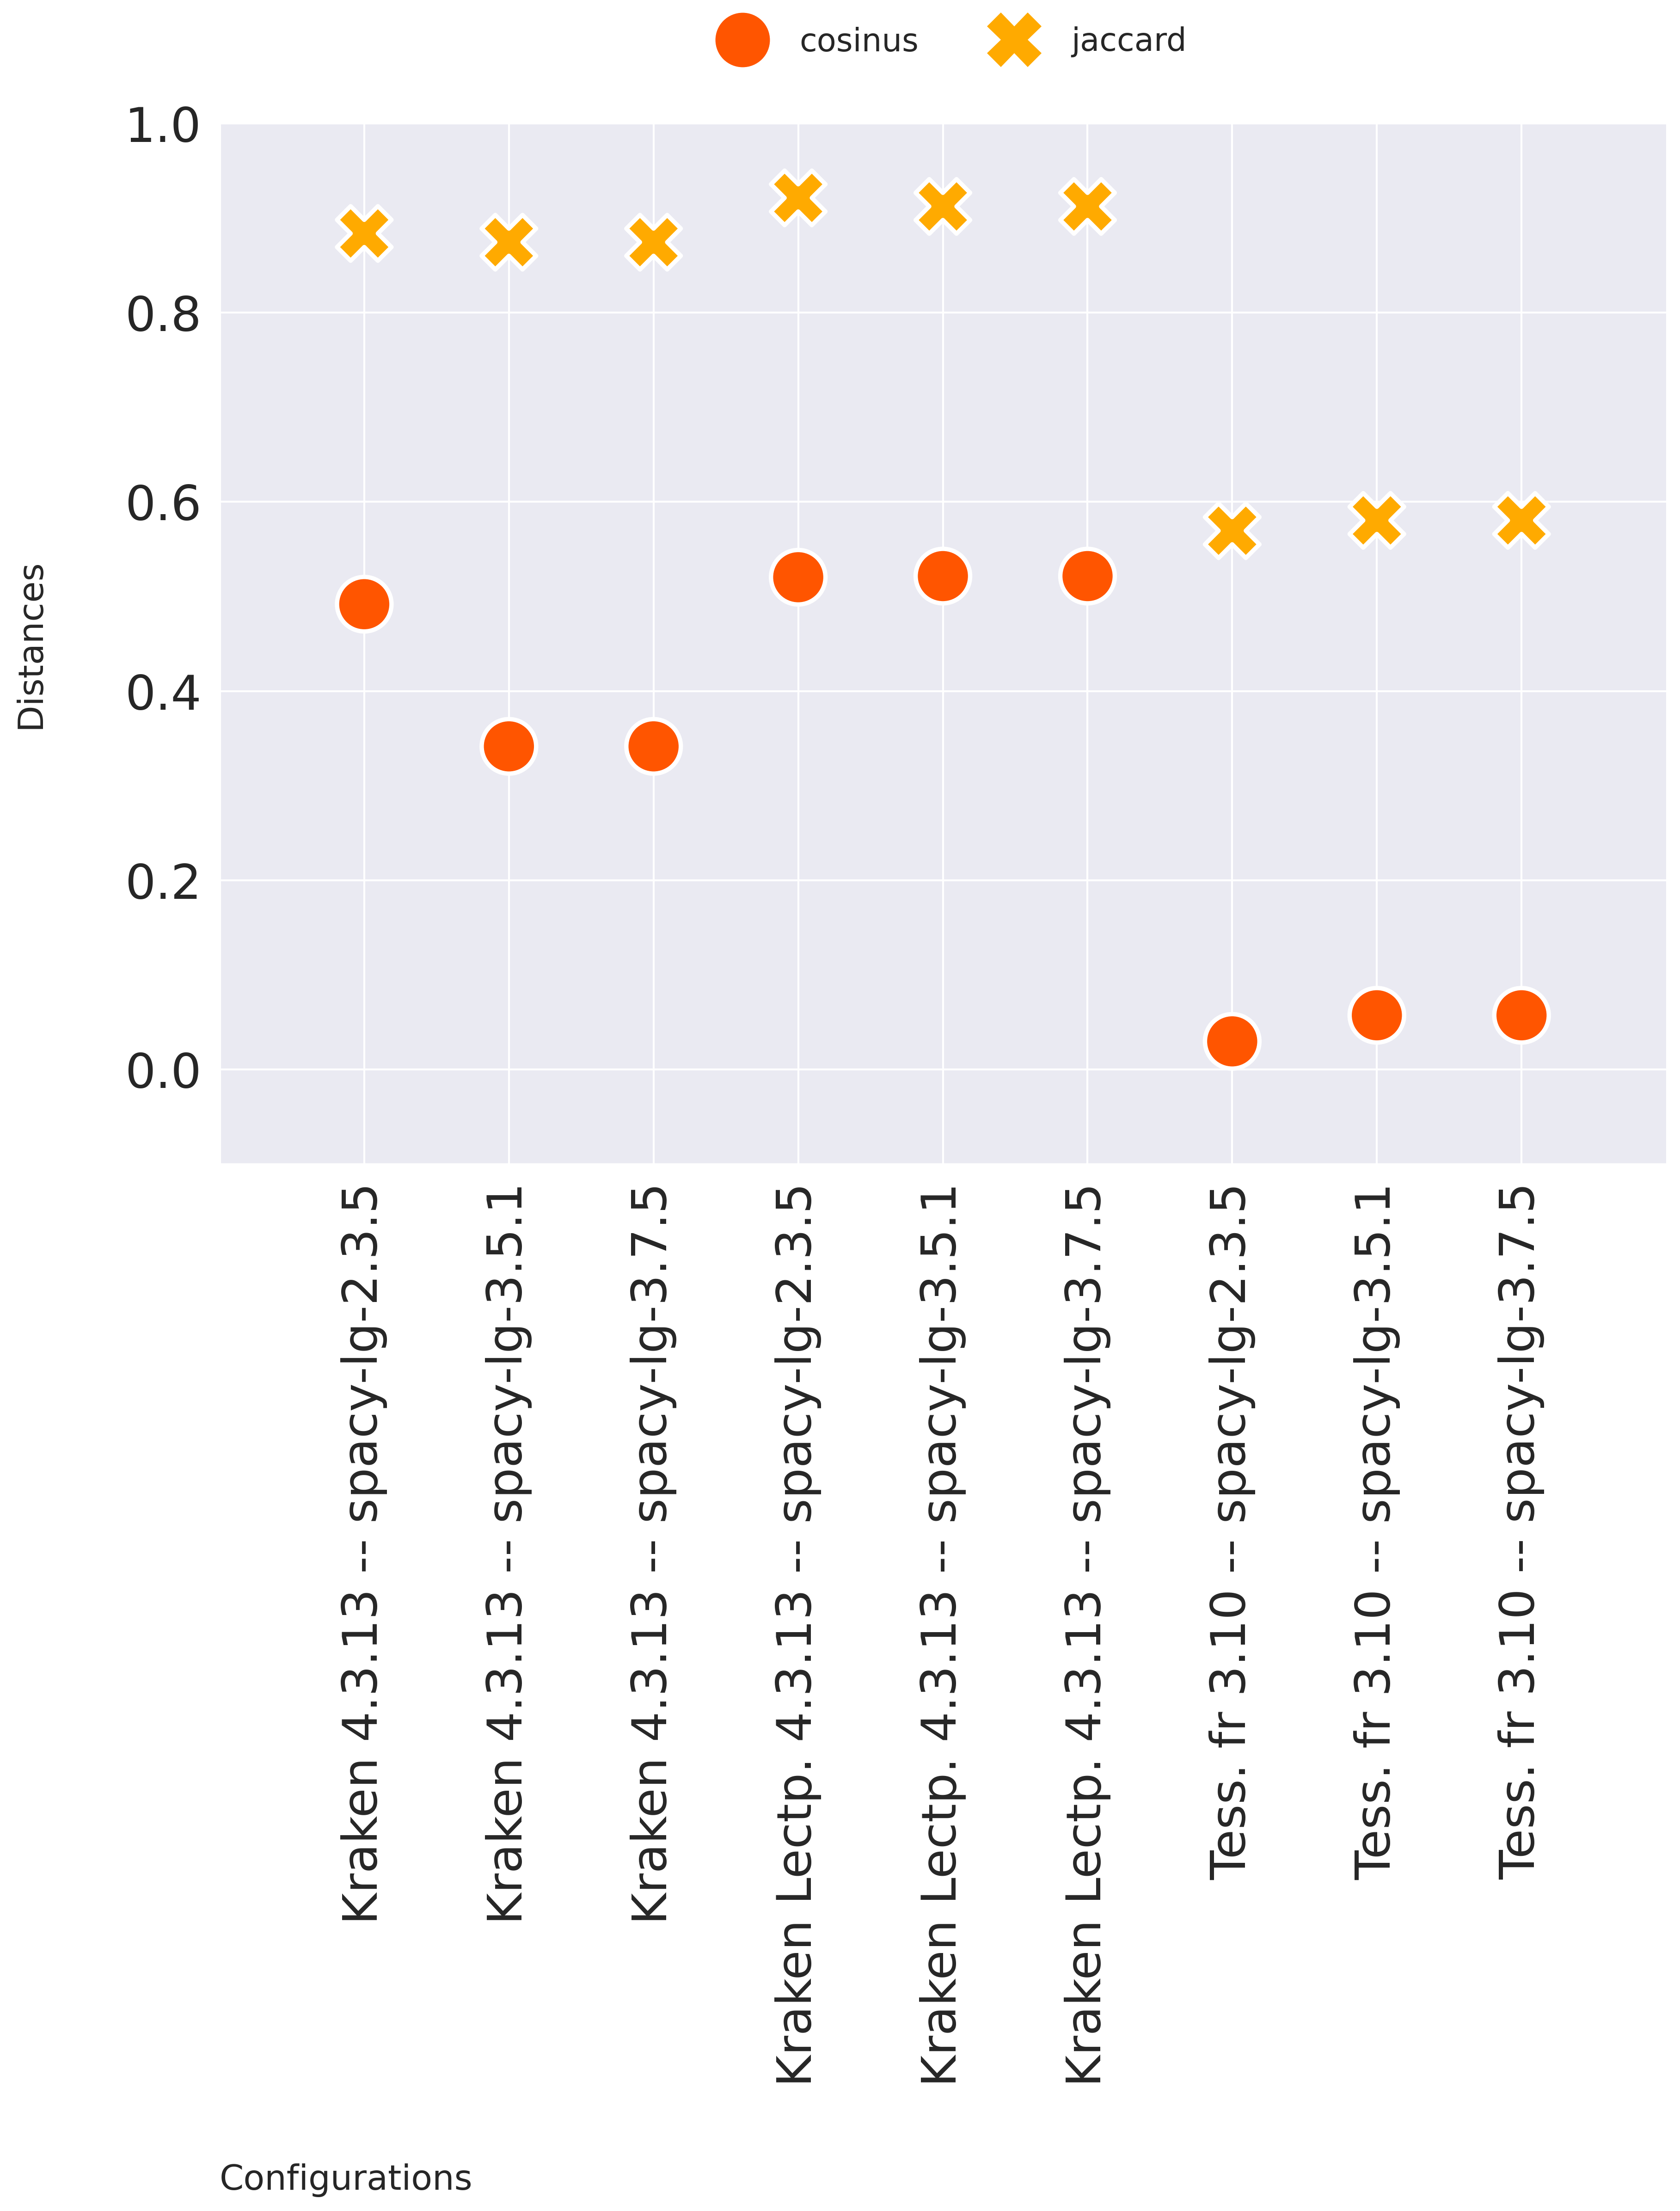 cosinus jaccard
1.0
0.8
0.6
0.4
0.2
0.0
Distances
Kraken 4.3.13 -- spacy-lg-2.3.5
Kraken 4.3.13 -- spacy-lg-3.5.1
Kraken 4.3.13 -- spacy-lg-3.7.5
Kraken Lectp. 4.3.13 -- spacy-lg-2.3.5
Kraken Lectp. 4.3.13 -- spacy-lg-3.5.1
Kraken Lectp. 4.3.13 -- spacy-lg-3.7.5
Tess. fr 3.10 -- spacy-lg-2.3.5
Tess. fr 3.10 -- spacy-lg-3.5.1
Tess. fr 3.10 -- spacy-lg-3.7.5
Configurations